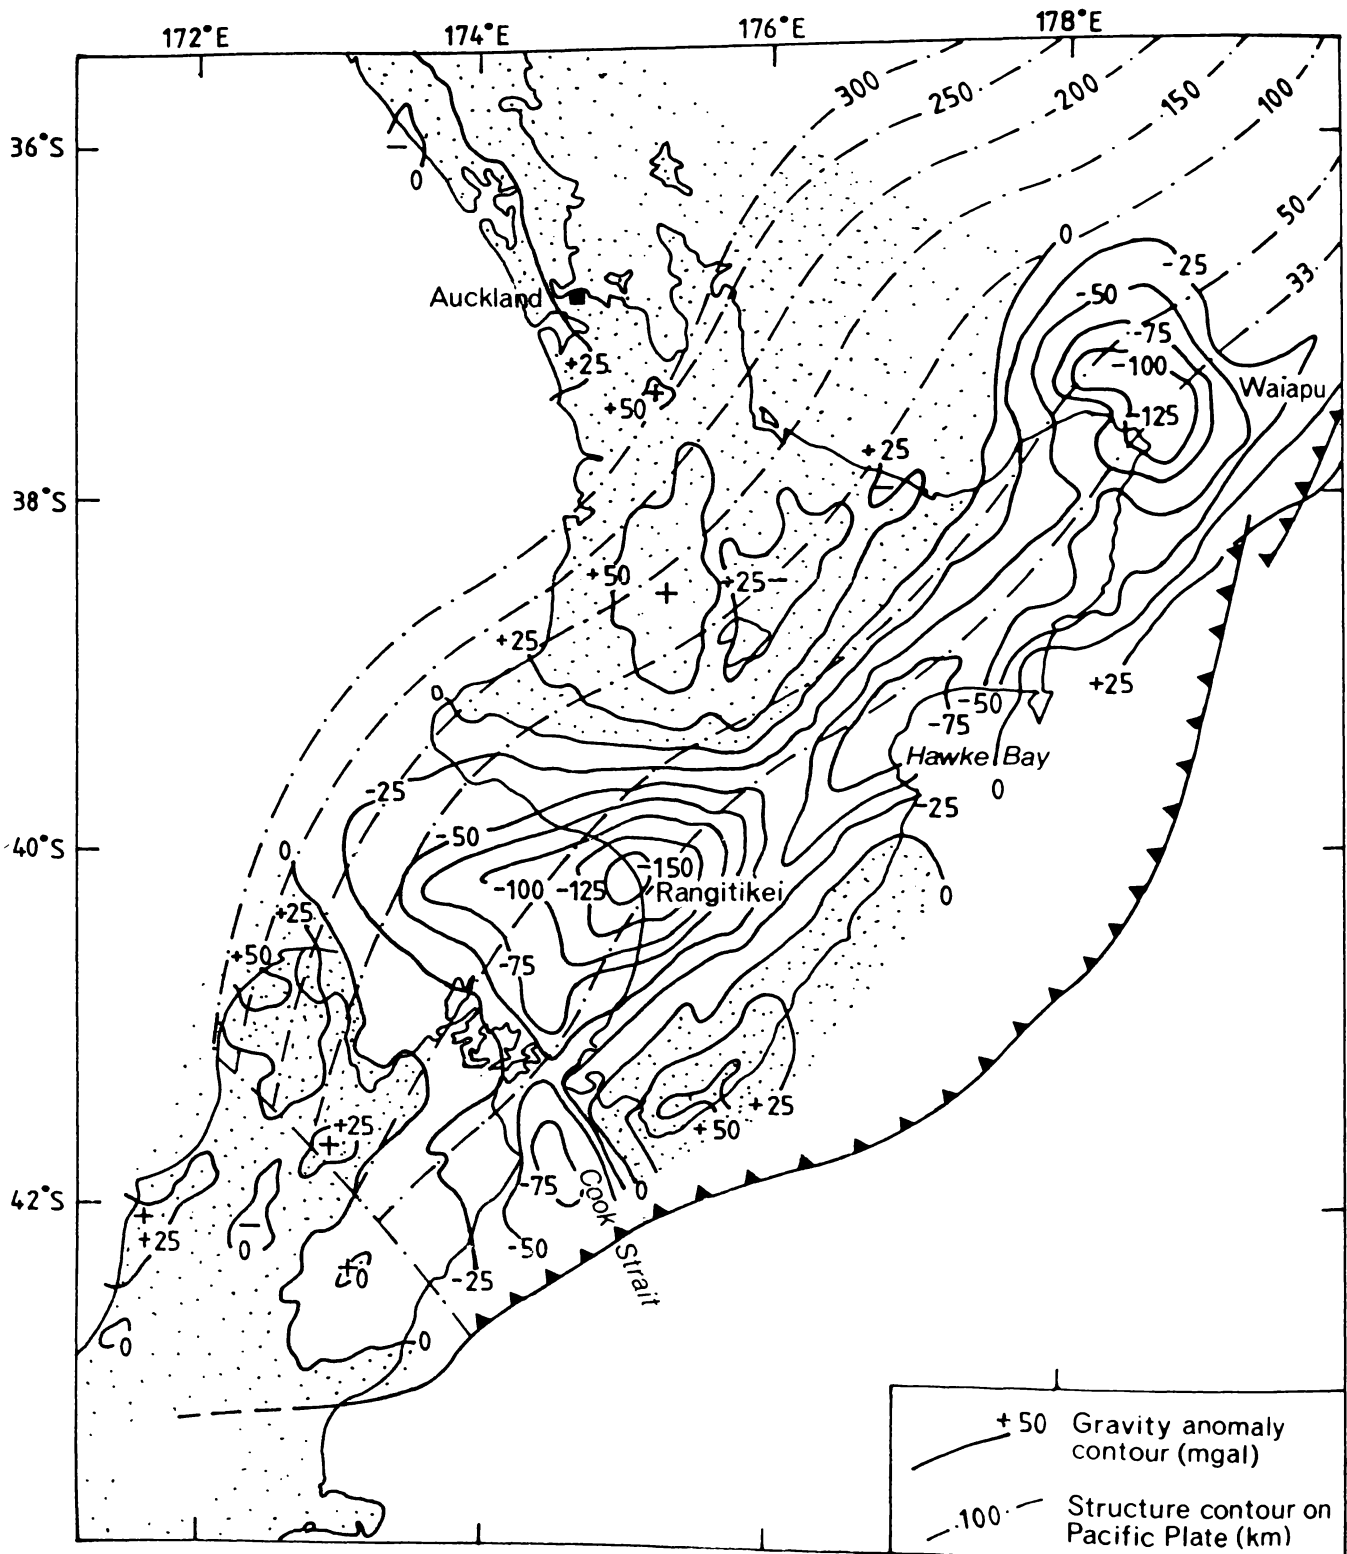 172°E 174°E 176°E 178°E
300 250 200 150 100
36°S
0
50
0
-25
33
-50
Auckland
-75
+25
-100
Waiapu
+50
-125
+25
38°S
+50
+25
+25
+25
0
-50
-75
Hawke Bay
0
-25
-25
-50
40°S
0
-150
-100 -125 Rangitikei
0
+25
+50
-75
+25
+25
+50
-75
0
42°S
Cook Strait
+25
0
-50
0
-25
0
0
+50 Gravity anomaly
contour (mgal)
100 Structure contour on
Pacific Plate (km)